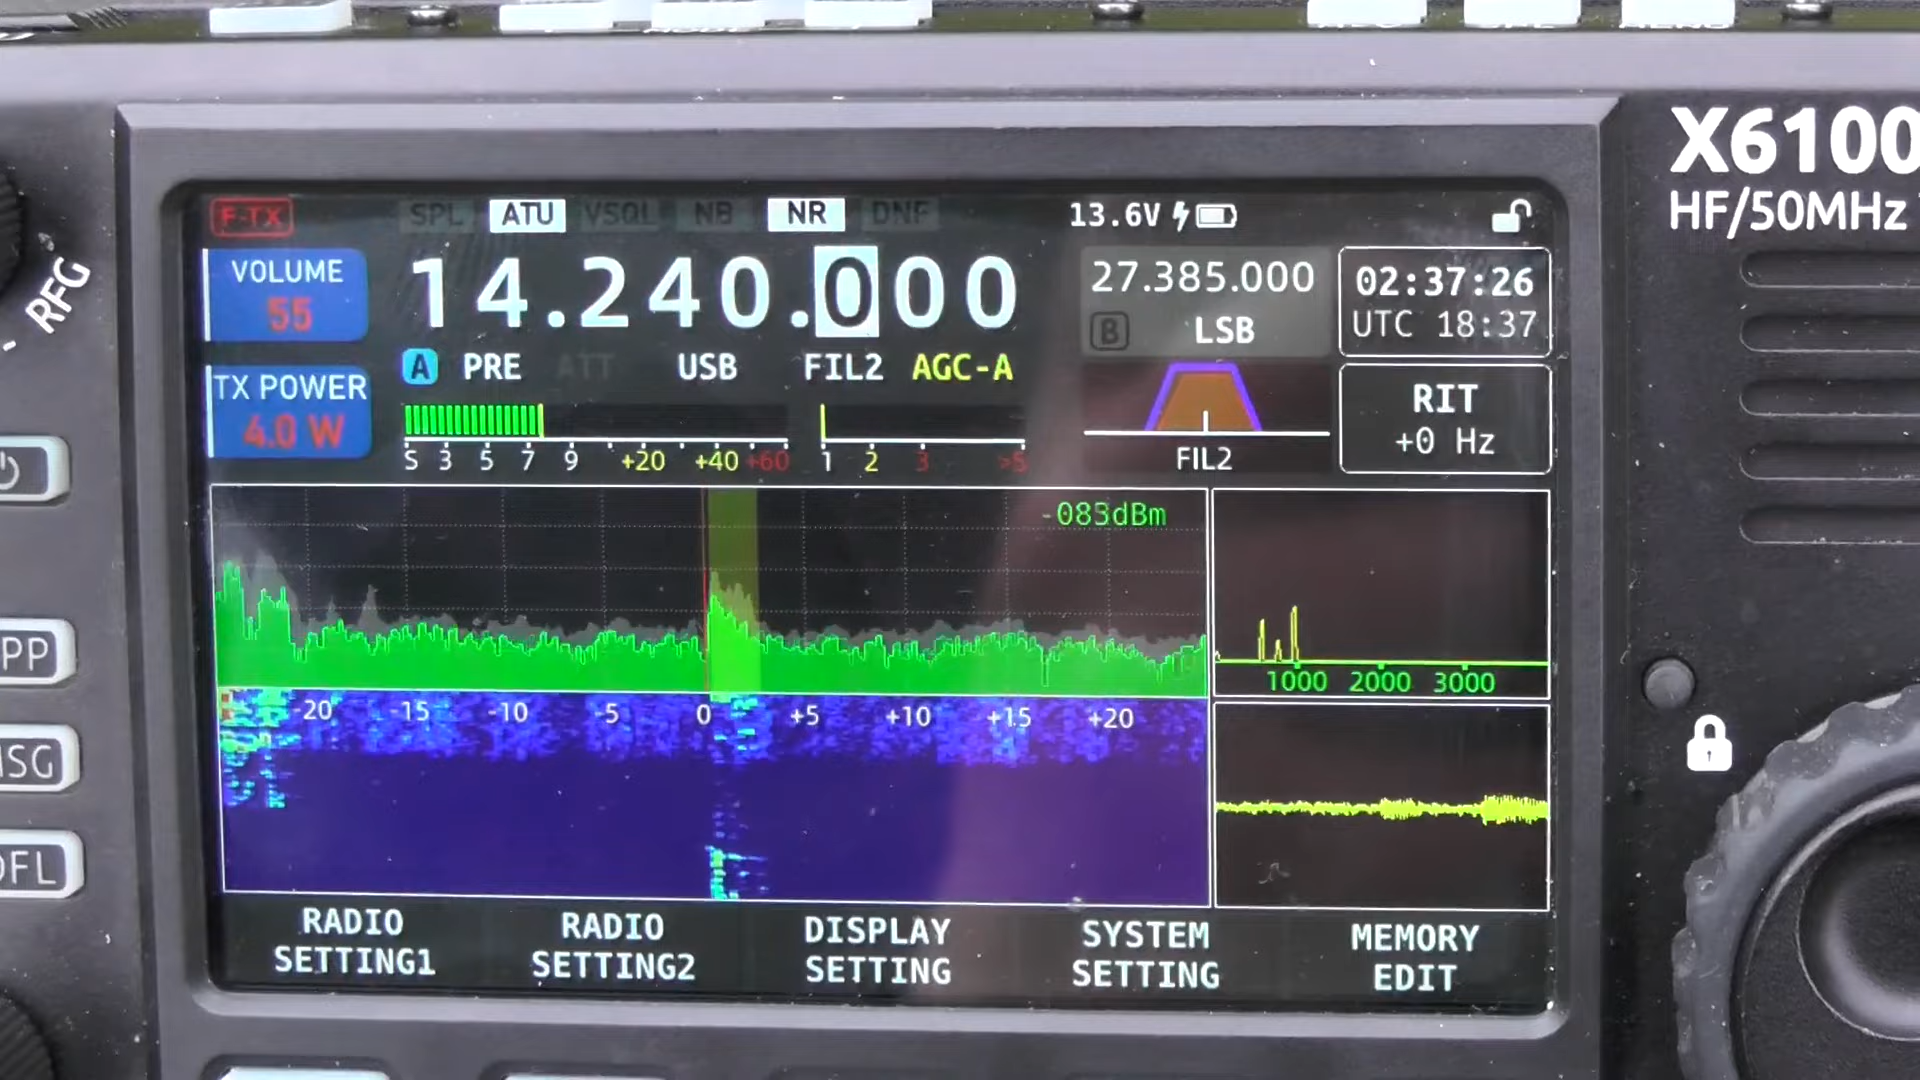 X6100
HF/50MHz
RFG
F-TX SPL ATU VSQL NB NR DNF 13.6V
VOLUME
55
14.240.000
27.385.000
B LSB
02:37:26
UTC 18:37
TX POWER
4.0 W
A PRE ATT USB FIL2 AGC-A
S 3 5 7 9 +20 +40 +60
1 2 3 >5
FIL2
RIT
+0 Hz
-083dBm
1000 2000 3000
-20 -15 -10 -5 0 +5 +10 +15 +20
RADIO SETTING1
RADIO SETTING2
DISPLAY SETTING
SYSTEM SETTING
MEMORY EDIT